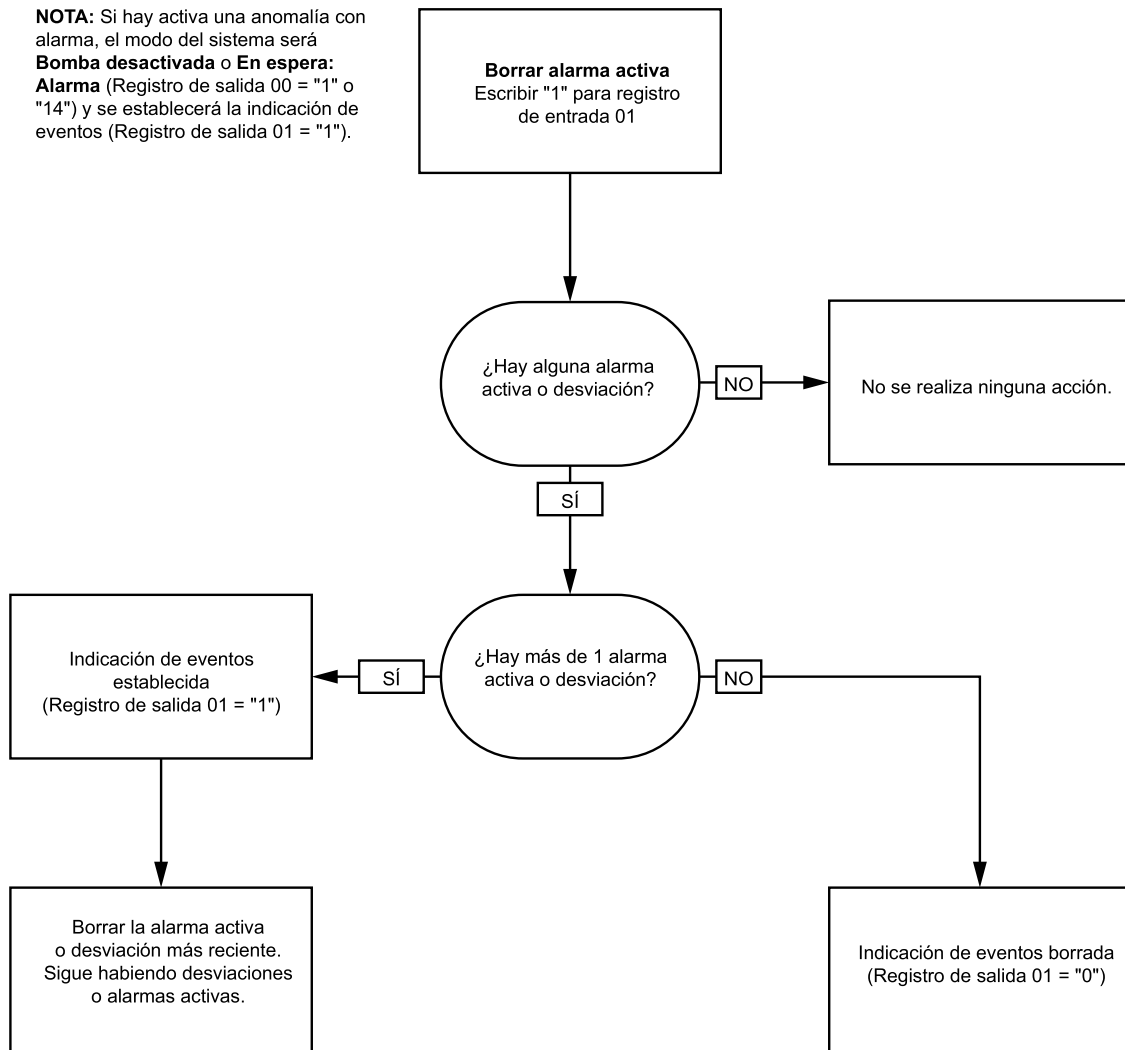 NOTA: Si hay activa una anomalía con
alarma, el modo del sistema será
Bomba desactivada o En espera:
Alarma (Registro de salida 00 = "1" o
"14") y se establecerá la indicación de
eventos (Registro de salida 01 = "1").
Borrar alarma activa
Escribir "1" para registro
de entrada 01
¿Hay alguna alarma
activa o desviación?
NO
No se realiza ninguna acción.
SÍ
¿Hay más de 1 alarma
activa o desviación?
SÍ
NO
Indicación de eventos
establecida
(Registro de salida 01 = "1")
Borrar la alarma activa
o desviación más reciente.
Sigue habiendo desviaciones
o alarmas activas.
Indicación de eventos borrada
(Registro de salida 01 = "0")